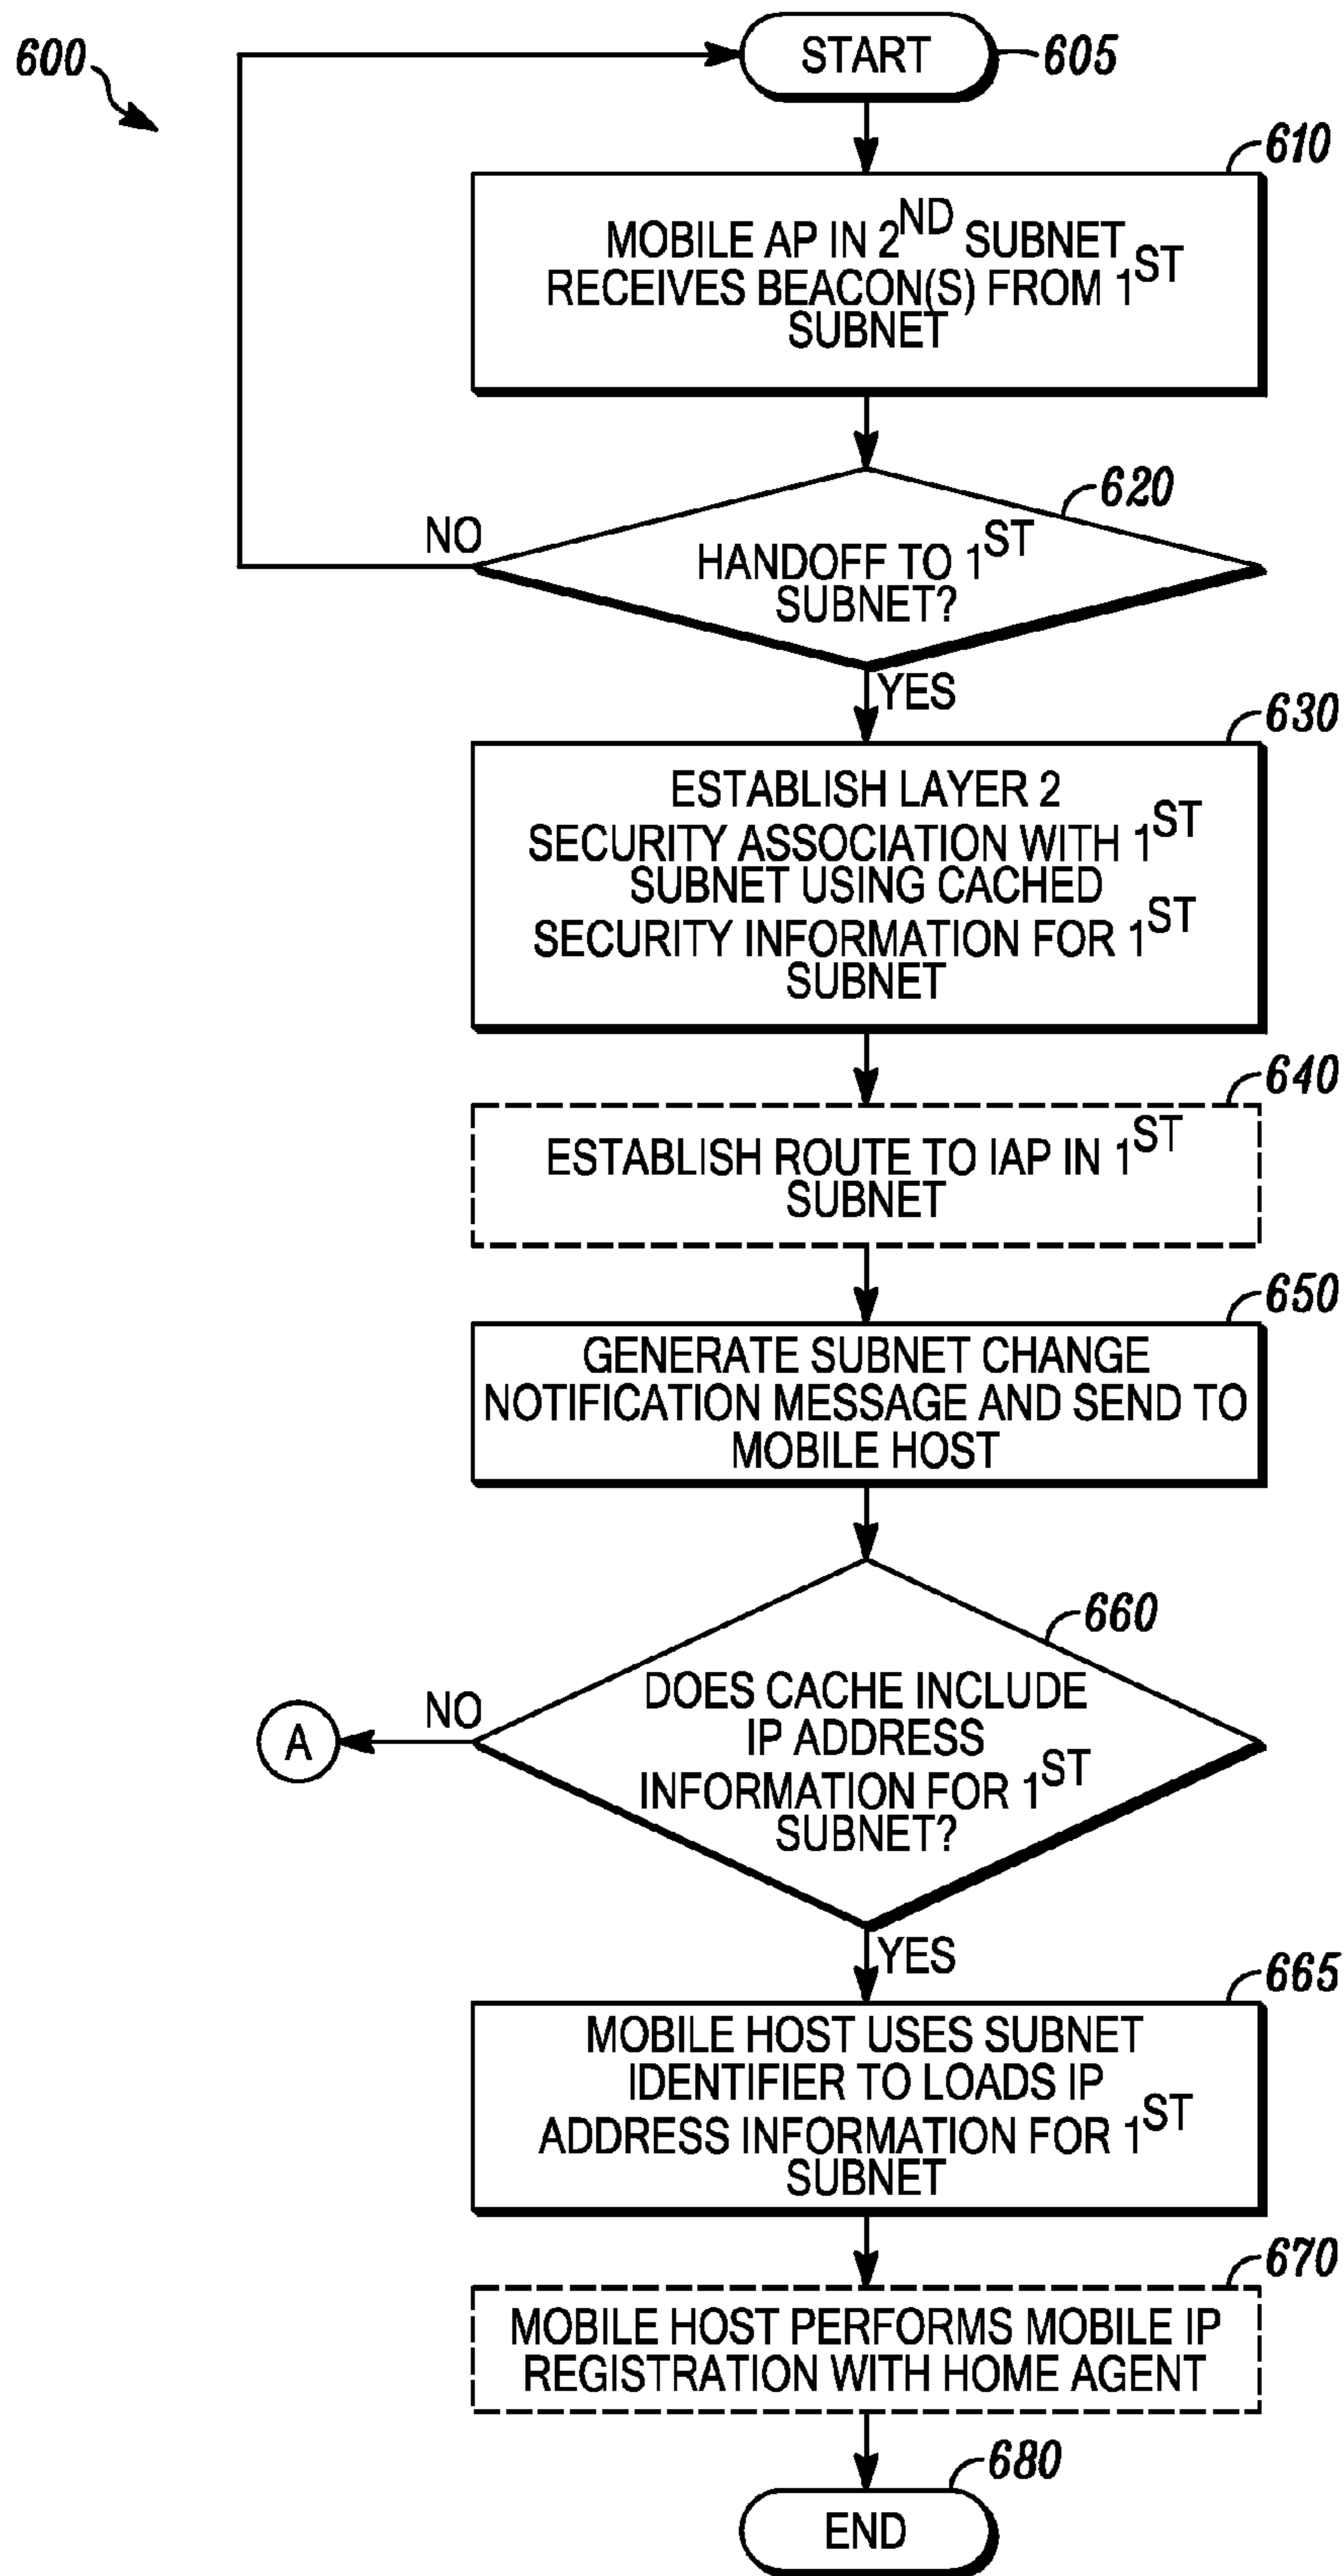 600
START
605
610
MOBILE AP IN 2ND SUBNET
RECEIVES BEACON(S) FROM 1ST
SUBNET
620
NO
HANDOFF TO 1ST
SUBNET?
YES
630
ESTABLISH LAYER 2
SECURITY ASSOCIATION WITH 1ST
SUBNET USING CACHED
SECURITY INFORMATION FOR 1ST
SUBNET
640
ESTABLISH ROUTE TO IAP IN 1ST
SUBNET
650
GENERATE SUBNET CHANGE
NOTIFICATION MESSAGE AND SEND TO
MOBILE HOST
660
A
NO
DOES CACHE INCLUDE
IP ADDRESS
INFORMATION FOR 1ST
SUBNET?
YES
665
MOBILE HOST USES SUBNET
IDENTIFIER TO LOADS IP
ADDRESS INFORMATION FOR 1ST
SUBNET
670
MOBILE HOST PERFORMS MOBILE IP
REGISTRATION WITH HOME AGENT
680
END